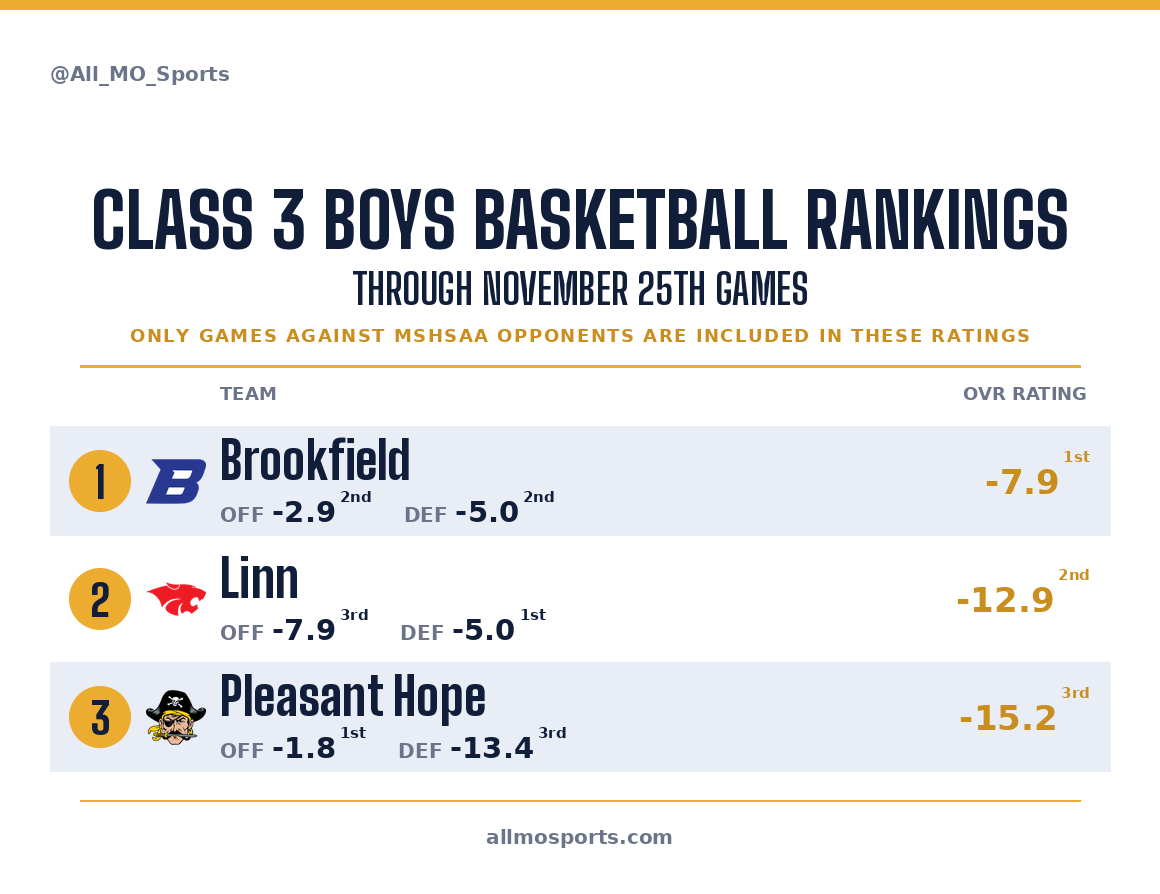 @All_MO_Sports
CLASS 3 BOYS BASKETBALL RANKINGS
THROUGH NOVEMBER 25TH GAMES
ONLY GAMES AGAINST MSHSAA OPPONENTS ARE INCLUDED IN THESE RATINGS
TEAM OVR RATING
1 B Brookfield
OFF -2.9 2nd DEF -5.0 2nd
-7.9 1st
2 Linn
OFF -7.9 3rd DEF -5.0 1st
-12.9 2nd
3 Pleasant Hope
OFF -1.8 1st DEF -13.4 3rd
-15.2 3rd
allmosports.com